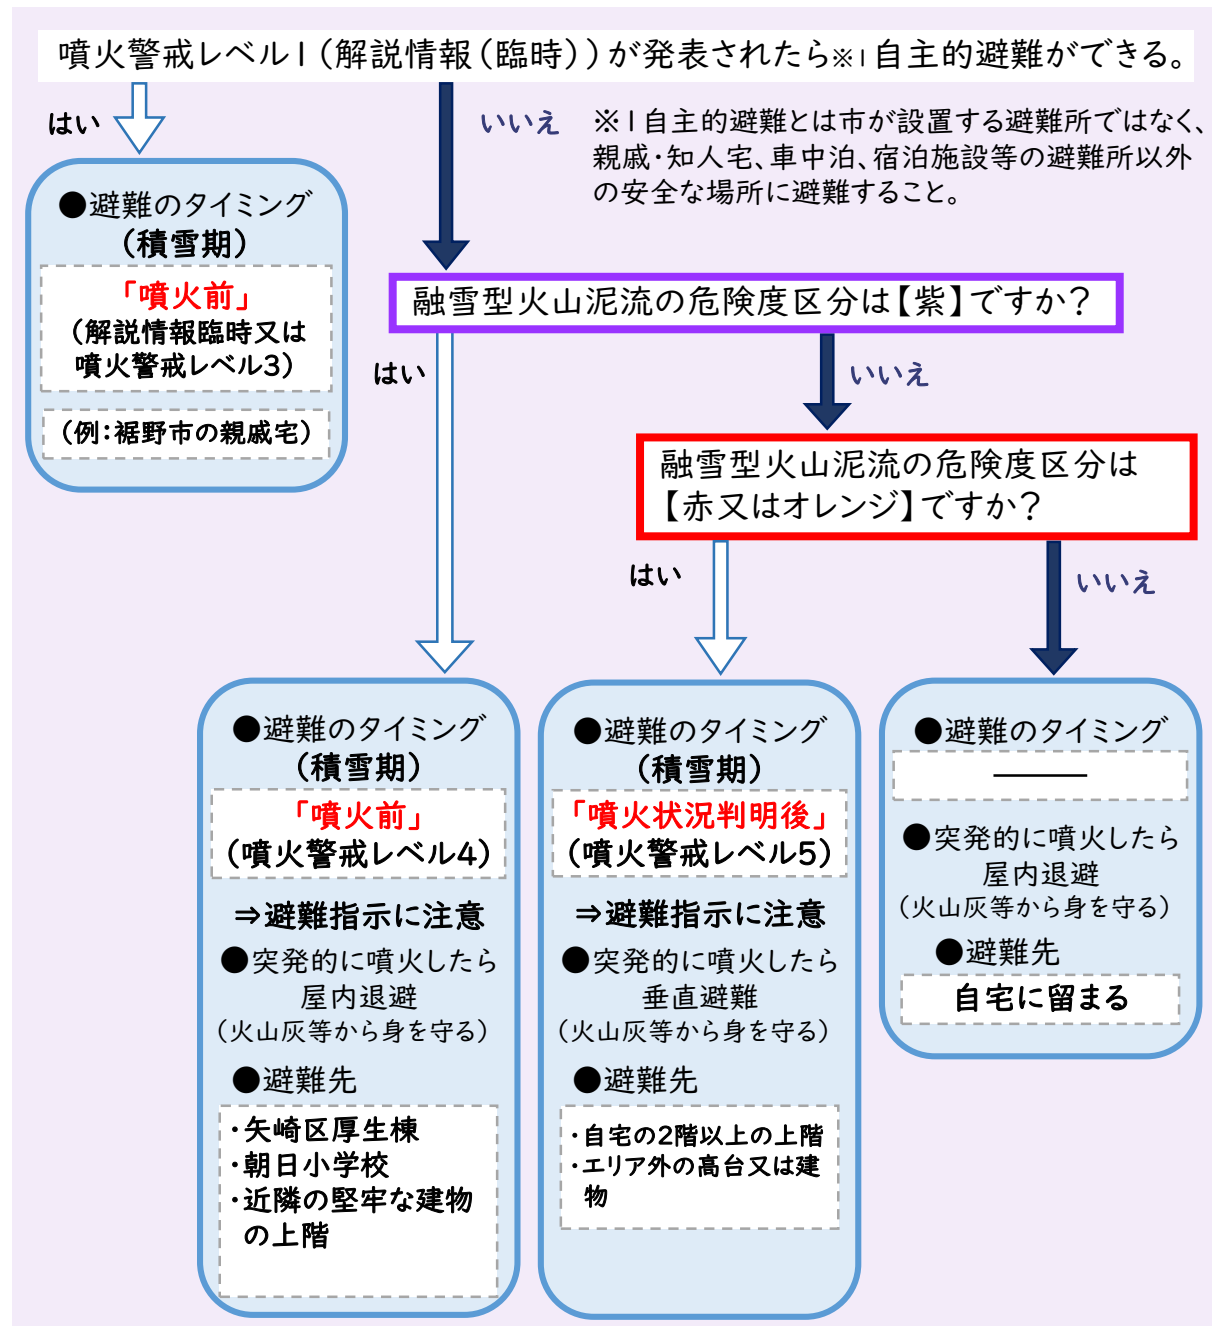 噴火警戒レベル1（解説情報（臨時））が発表されたら※1自主的避難ができる。
はい
いいえ
※1自主的避難とは市が設置する避難所ではなく、
親戚・知人宅、車中泊、宿泊施設等の避難所以外
の安全な場所に避難すること。
●避難のタイミング
（積雪期）
「噴火前」
（解説情報臨時又は
噴火警戒レベル3）
（例：裾野市の親戚宅）
融雪型火山泥流の危険度区分は【紫】ですか？
はい
いいえ
融雪型火山泥流の危険度区分は
【赤又はオレンジ】ですか？
はい
いいえ
●避難のタイミング
（積雪期）
「噴火前」
（噴火警戒レベル4）
⇒避難指示に注意
●突発的に噴火したら
屋内退避
（火山灰等から身を守る）
●避難先
・矢崎区厚生棟
・朝日小学校
・近隣の堅牢な建物
の上階
●避難のタイミング
（積雪期）
「噴火状況判明後」
（噴火警戒レベル5）
⇒避難指示に注意
●突発的に噴火したら
垂直避難
（火山灰等から身を守る）
●避難先
・自宅の2階以上の上階
・エリア外の高台又は建
物
●避難のタイミング
―――
●突発的に噴火したら
屋内退避
（火山灰等から身を守る）
●避難先
自宅に留まる